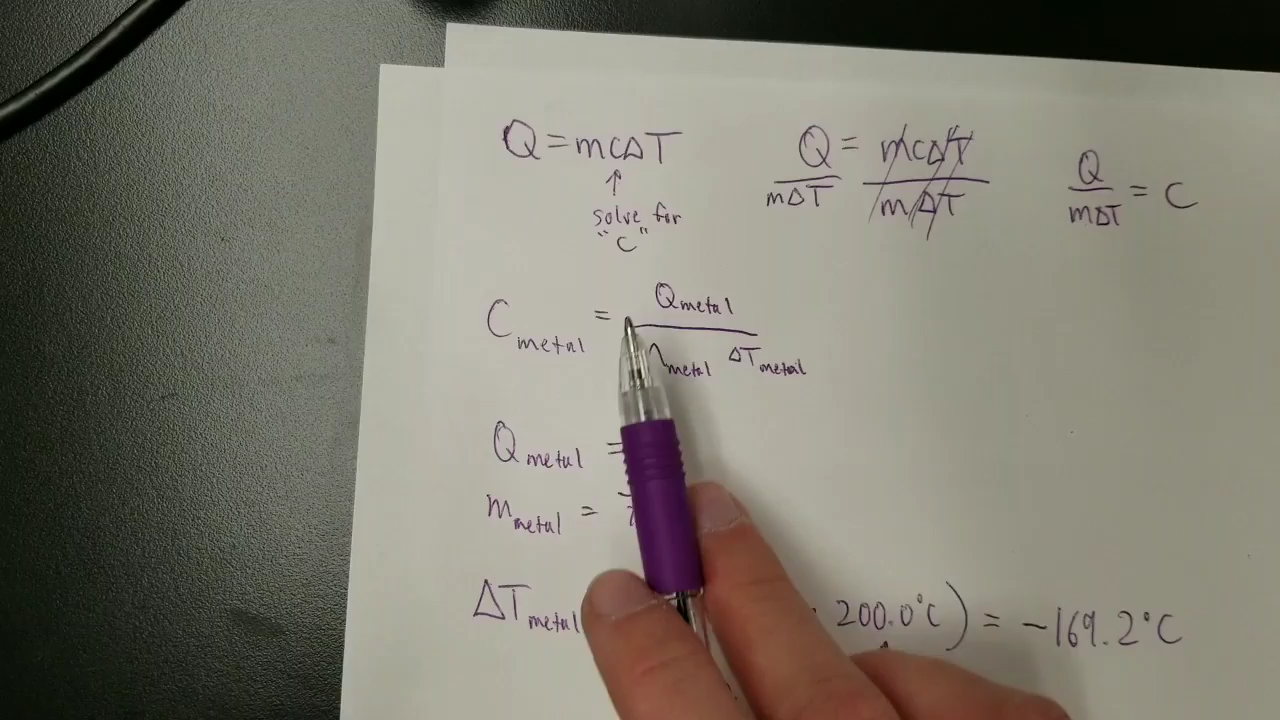 Q = mcΔT
↑
solve for
"C"
Q/mΔT = mcΔT/mΔT
Q/mΔT = C
C metal = Q metal / metal ΔT metal
Q metal =
m metal =
ΔT metal 200.0°C) = -169.2°C